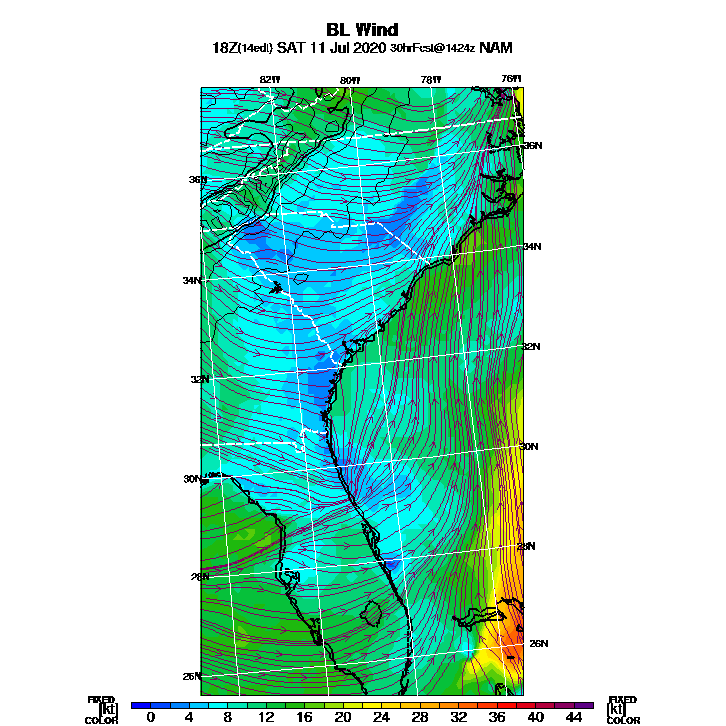 BL Wind
18Z(14edt) SAT 11 Jul 2020 30hrFcst@1424z NAM
82W 80W 78W 76W
36N 36N
34N 34N
32N 32N
30N 30N
28N 28N
26N 26N
FIXED FIXED
[kt] 0 4 8 12 16 20 24 28 32 36 40 44 [kt]
COLOR COLOR